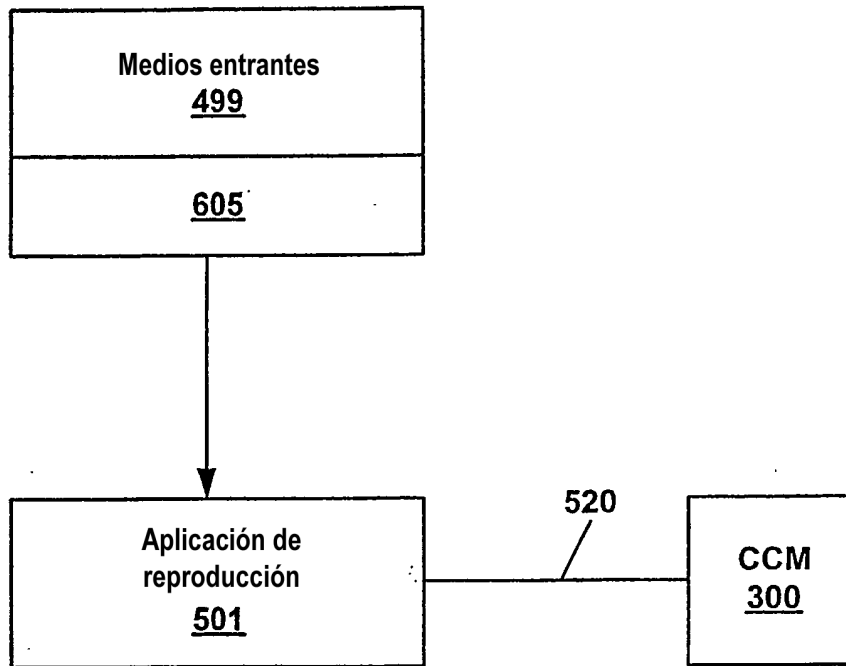 Medios entrantes
499
605
Aplicación de
reproducción
501
520
CCM
300